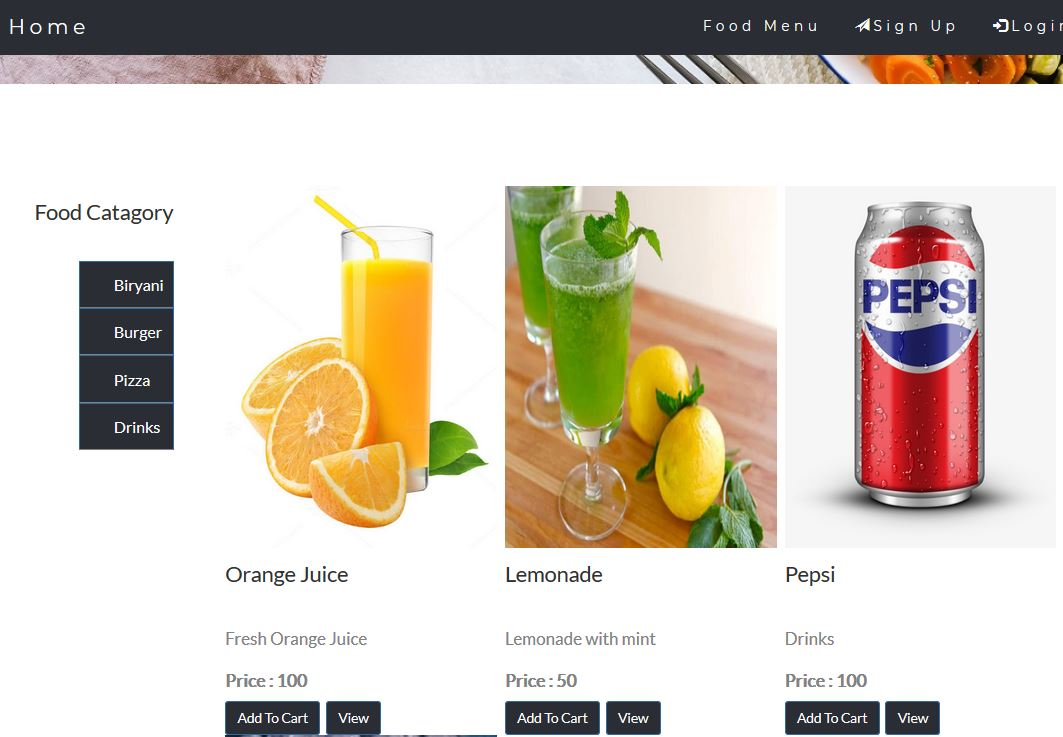 Home
Food Menu
Sign Up
Login
Food Catagory
Biryani
Burger
Pizza
Drinks
PEPSI
Orange Juice
Fresh Orange Juice
Price : 100
Add To Cart
View
Lemonade
Lemonade with mint
Price : 50
Add To Cart
View
Pepsi
Drinks
Price : 100
Add To Cart
View